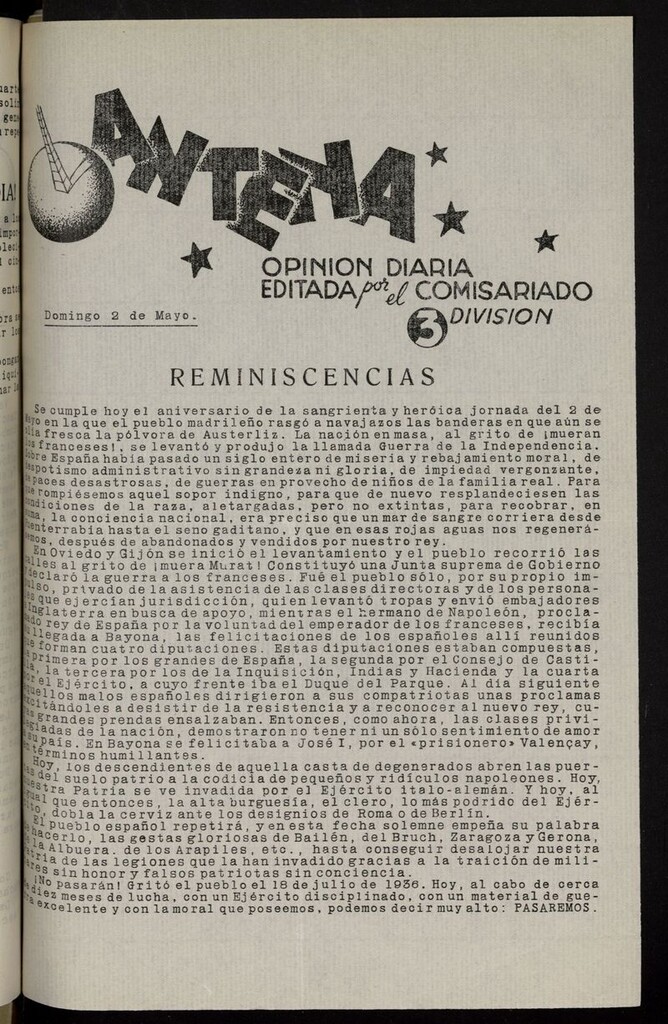 ANTENA
OPINION DIARIA
EDITADA por el COMISARIADO
3 DIVISION
Domingo 2 de Mayo.
REMINISCENCIAS
Se cumple hoy el aniversario de la sangrienta y heróica jornada del 2 de
Mayo en la que el pueblo madrileño rasgó a navajazos las banderas en que aún se
olía fresca la pólvora de Austerliz. La nación en masa, al grito de ¡mueran
los franceses!, se levantó y produjo la llamada Guerra de la Independencia.
Sobre España había pasado un siglo entero de miseria y rebajamiento moral, de
despotismo administrativo sin grandeza ni gloria, de impiedad vergonzante,
de paces desastrosas, de guerras en provecho de niños de la familia real. Para
que rompiésemos aquel sopor indigno, para que de nuevo resplandeciesen las
condiciones de la raza, aletargadas, pero no extintas, para recobrar, en
suma, la conciencia nacional, era preciso que un mar de sangre corriera desde
Fuenterrabia hasta el seno gaditano, y que en esas rojas aguas nos regenerá-
semos, después de abandonados y vendidos por nuestro rey.
En Oviedo y Gijón se inició el levantamiento y el pueblo recorrió las
calles al grito de ¡muera Murat! Constituyó una Junta suprema de Gobierno
y declaró la guerra a los franceses. Fué el pueblo sólo, por su propio im-
pulso, privado de la asistencia de las clases directoras y de los persona-
jes que ejercían jurisdicción, quien levantó tropas y envió embajadores
a Inglaterra en busca de apoyo, mientras el hermano de Napoleón, procla-
mado rey de España por la voluntad del emperador de los franceses, recibía
a llegada a Bayona, las felicitaciones de los españoles allí reunidos
Se forman cuatro diputaciones. Estas diputaciones estaban compuestas,
la primera por los grandes de España, la segunda por el Consejo de Casti-
lla, la tercera por los de la Inquisición, Indias y Hacienda y la cuarta
por el Ejército, a cuyo frente iba el Duque del Parque. Al día siguiente
aquellos malos españoles dirigieron a sus compatriotas unas proclamas
excitándoles a desistir de la resistencia y a reconocer al nuevo rey, cu-
yas grandes prendas ensalzaban. Entonces, como ahora, las clases privi-
legiadas de la nación, demostraron no tener ni un sólo sentimiento de amor
a su país. En Bayona se felicitaba a José I, por el «prisionero» Valençay,
en términos humillantes.
Hoy, los descendientes de aquella casta de degenerados abren las puer-
tas del suelo patrio a la codicia de pequeños y ridículos napoleones. Hoy,
nuestra Patria se ve invadida por el Ejército italo-alemán. Y hoy, al
igual que entonces, la alta burguesía, el clero, lo más podrido del Ejér-
cito, dobla la cerviz ante los designios de Roma o de Berlín.
El pueblo español repetirá, y en esta fecha solemne empeña su palabra
de hacerlo, las gestas gloriosas de Bailén, del Bruch, Zaragoza y Gerona,
de la Albuera, de los Arapiles, etc., hasta conseguir desalojar nuestra
Patria de las legiones que la han invadido gracias a la traición de mili-
tares sin honor y falsos patriotas sin conciencia.
¡No pasarán! Gritó el pueblo el 18 de julio de 1936. Hoy, al cabo de cerca
de diez meses de lucha, con un Ejército disciplinado, con un material de gue-
rra excelente y con la moral que poseemos, podemos decir muy alto: PASAREMOS.